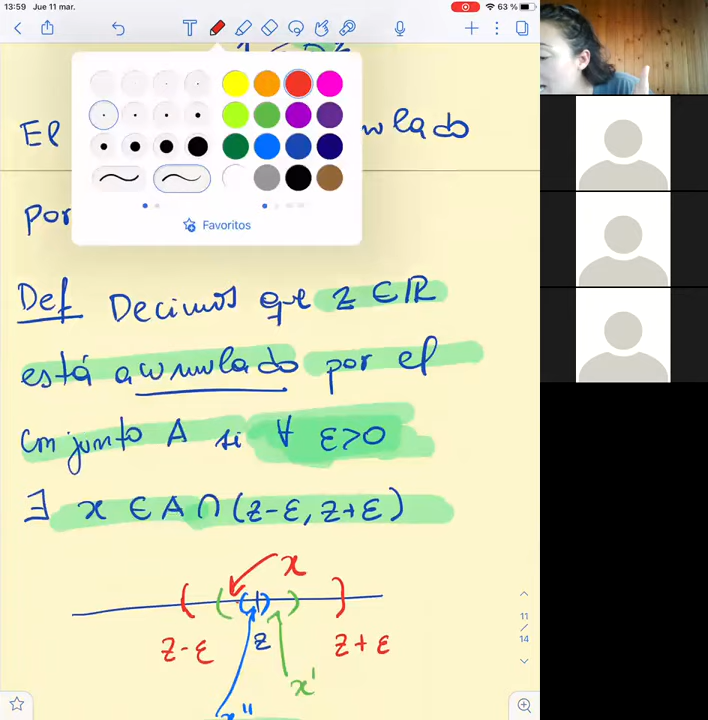 13:59 Jue 11 mar.
63 %
El
mulado
Por
Favoritos
Def Decimos que z ∈ ℝ
está acumulado por el
conjunto A si ∀ ε>0
∃ x ∈ A ∩ (z-ε, z+ε)
x
z-ε z z+ε
x'
x''
11
/
14